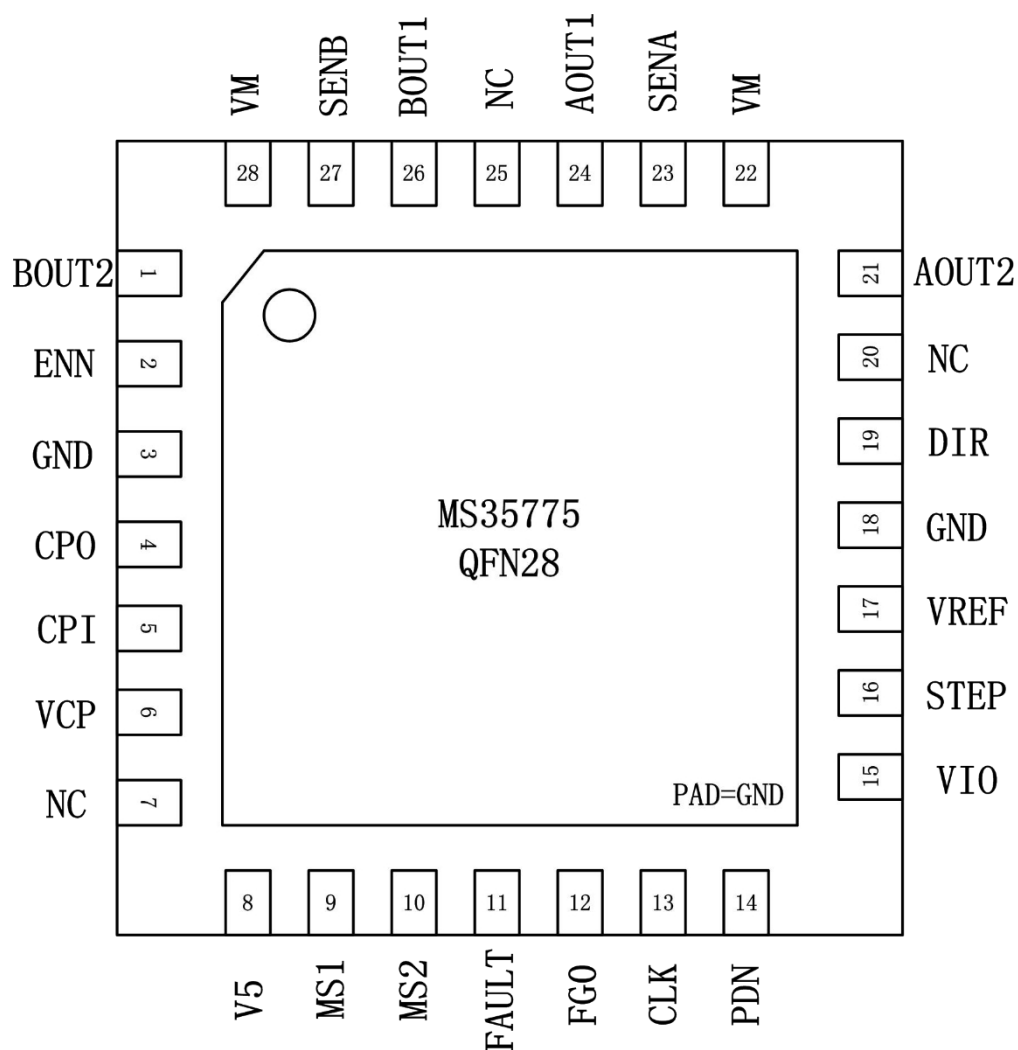 VM
SENB
BOUT1
NC
AOUT1
SENA
VM
28
27
26
25
24
23
22
BOUT2 1
ENN 2
GND 3
CPO 4
CPI 5
VCP 6
NC 7
MS35775
QFN28
PAD=GND
21 AOUT2
20 NC
19 DIR
18 GND
17 VREF
16 STEP
15 VIO
8
9
10
11
12
13
14
V5
MS1
MS2
FAULT
FGO
CLK
PDN